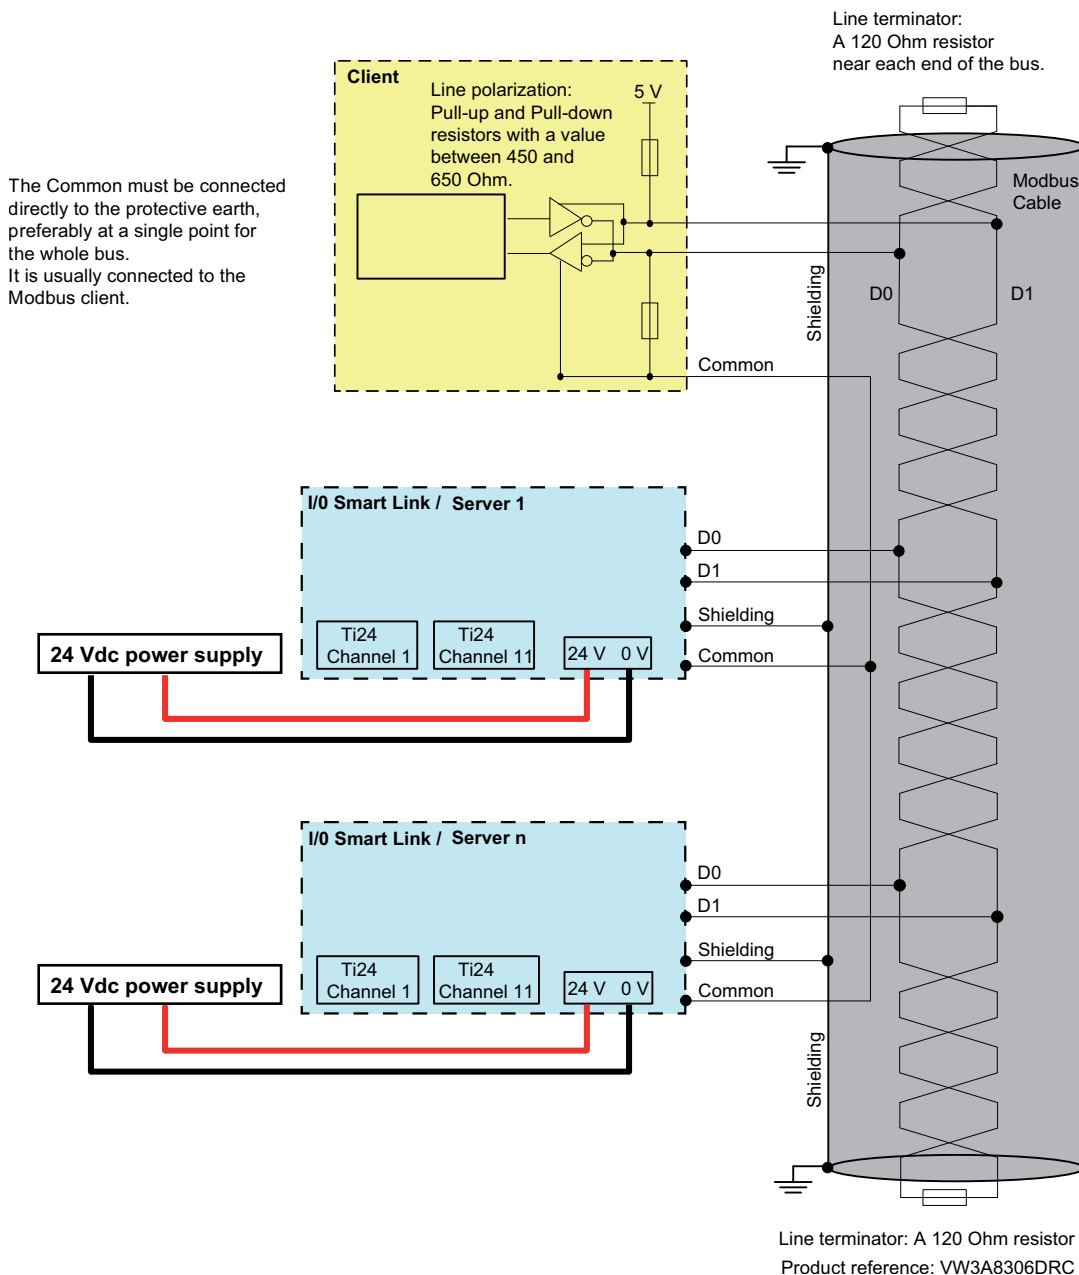 Line terminator:
A 120 Ohm resistor
near each end of the bus.
Client
Line polarization:
Pull-up and Pull-down
resistors with a value
between 450 and
650 Ohm.
5 V
The Common must be connected
directly to the protective earth,
preferably at a single point for
the whole bus.
It is usually connected to the
Modbus client.
Modbus
Cable
Shielding
D0
D1
Common
I/0 Smart Link / Server 1
D0
D1
Shielding
Common
Ti24
Channel 1
Ti24
Channel 11
24 V 0 V
24 Vdc power supply
I/0 Smart Link / Server n
D0
D1
Shielding
Common
Ti24
Channel 1
Ti24
Channel 11
24 V 0 V
24 Vdc power supply
Shielding
Line terminator: A 120 Ohm resistor
Product reference: VW3A8306DRC